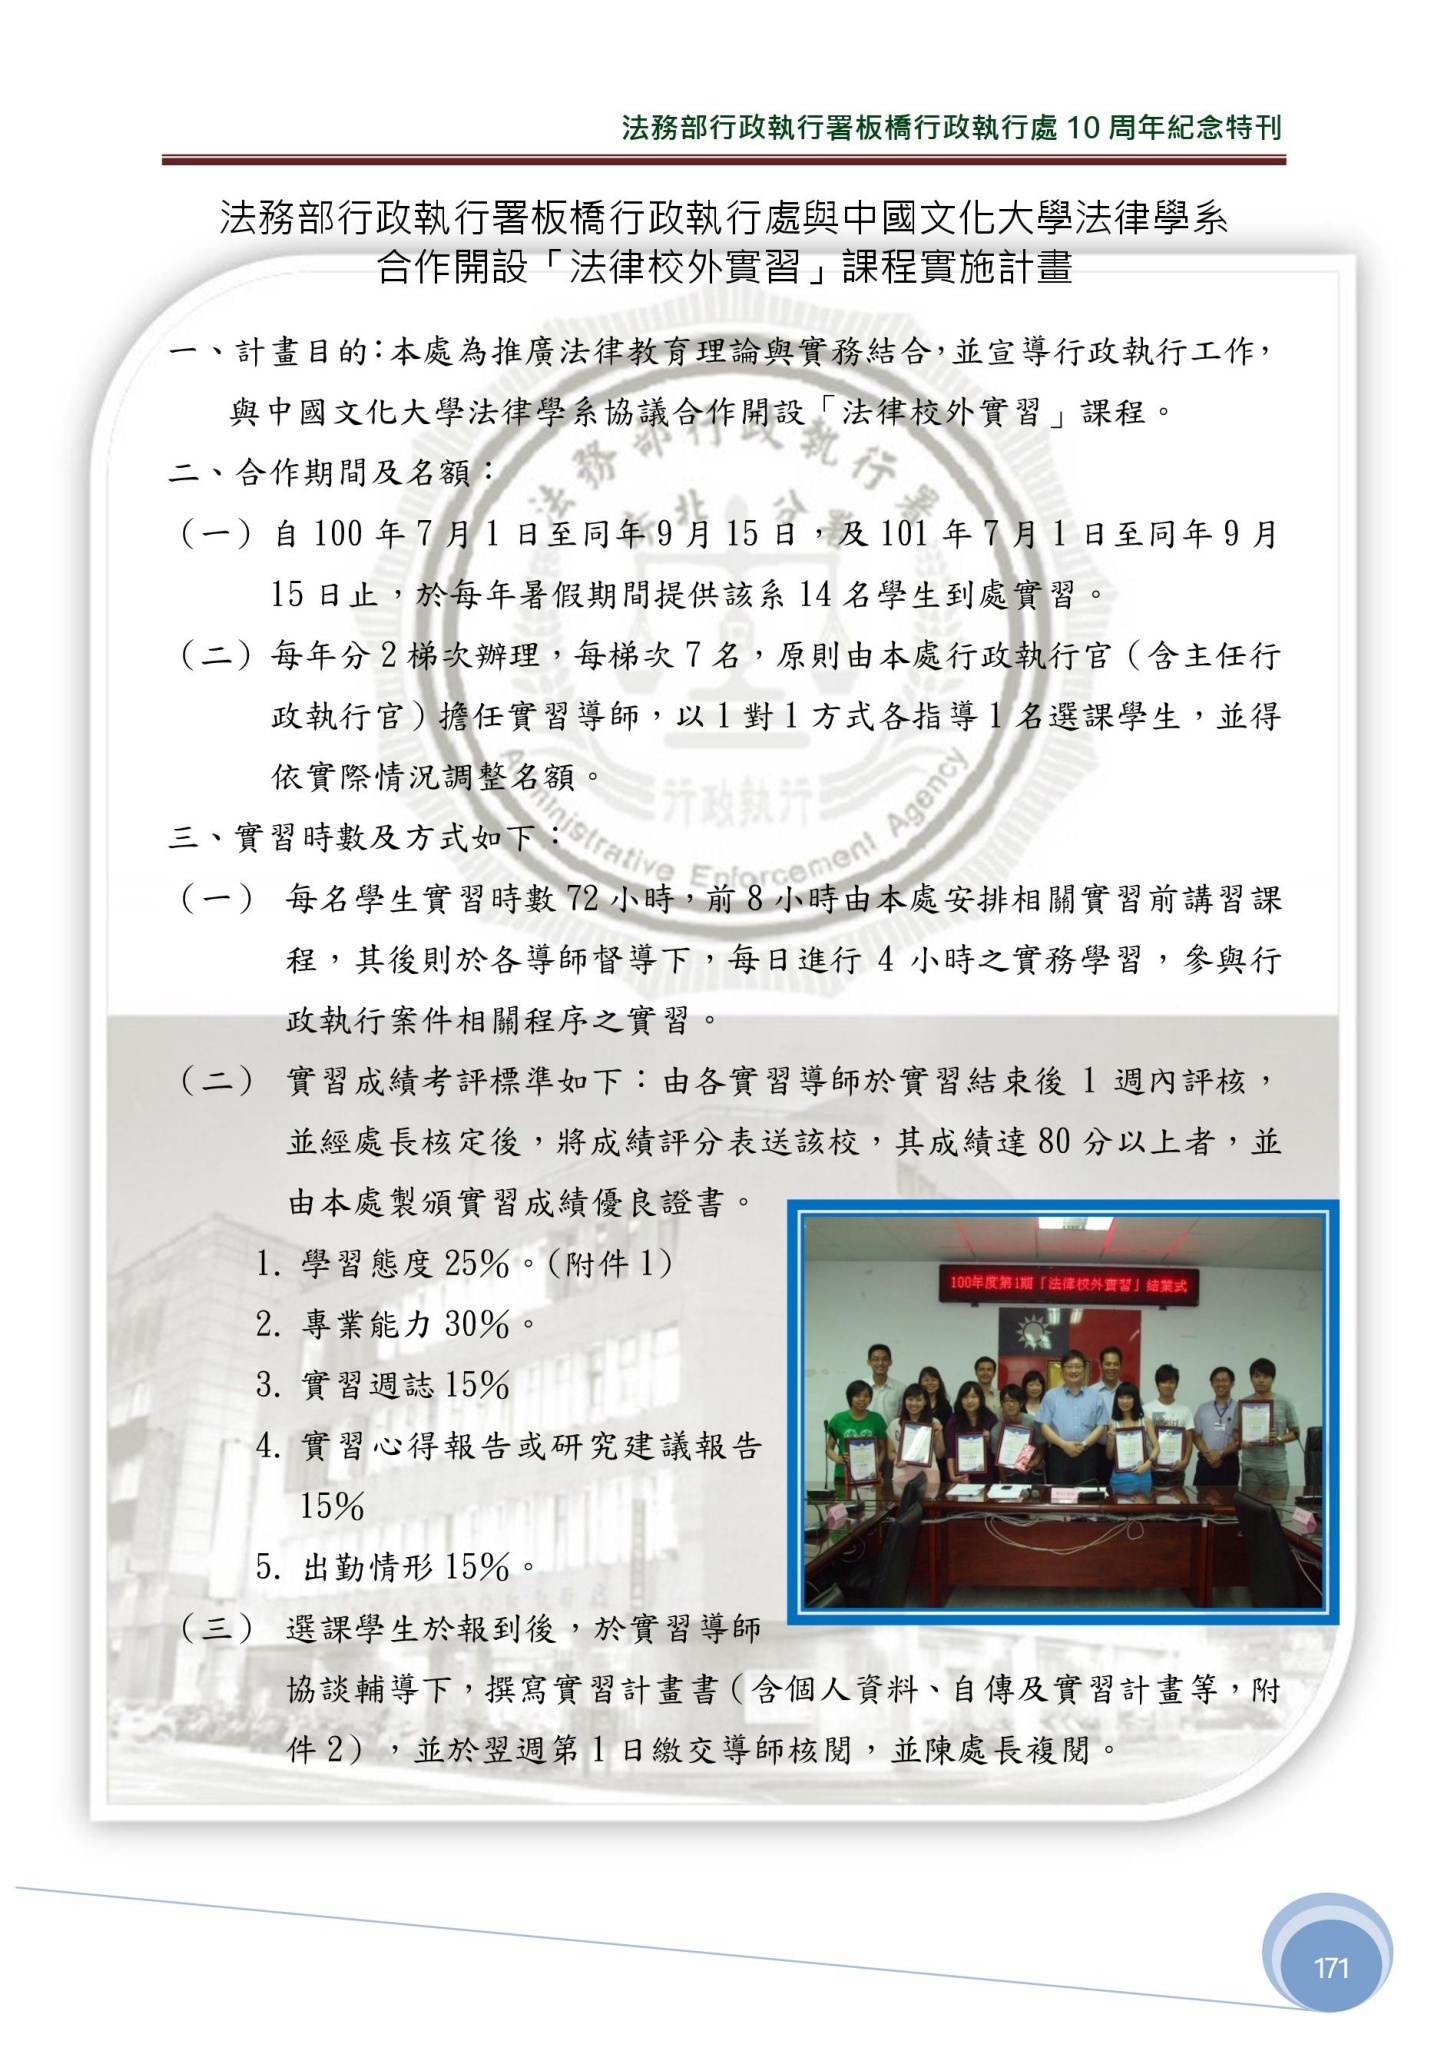 法務部行政執行署板橋行政執行處 10 周年紀念特刊
法務部行政執行署板橋行政執行處與中國文化大學法律學系
合作開設「法律校外實習」課程實施計畫
一、計畫目的:本處為推廣法律教育理論與實務結合,並宣導行政執行工作,
與中國文化大學法律學系協議合作開設「法律校外實習」課程。
二、合作期間及名額：
（一）自 100 年 7 月 1 日至同年 9 月 15 日，及 101 年 7 月 1 日至同年 9 月
15 日止，於每年暑假期間提供該系 14 名學生到處實習。
（二）每年分 2 梯次辦理，每梯次 7 名，原則由本處行政執行官（含主任行
政執行官）擔任實習導師，以 1 對 1 方式各指導 1 名選課學生，並得
依實際情況調整名額。
三、實習時數及方式如下：
（一） 每名學生實習時數 72 小時，前 8 小時由本處安排相關實習前講習課
程，其後則於各導師督導下，每日進行 4 小時之實務學習，參與行
政執行案件相關程序之實習。
（二） 實習成績考評標準如下：由各實習導師於實習結束後 1 週內評核，
並經處長核定後，將成績評分表送該校，其成績達 80 分以上者，並
由本處製頒實習成績優良證書。
1. 學習態度 25%。（附件 1）
2. 專業能力 30%。
3. 實習週誌 15%
4. 實習心得報告或研究建議報告
15%
5. 出勤情形 15%。
（三） 選課學生於報到後，於實習導師
協談輔導下，撰寫實習計畫書（含個人資料、自傳及實習計畫等，附
件 2），並於翌週第 1 日繳交導師核閱，並陳處長複閱。
100年度第1期「法律校外實習」結業式
法務部行政執行署
新北分署
行政執行
Administrative Enforcement Agency
171